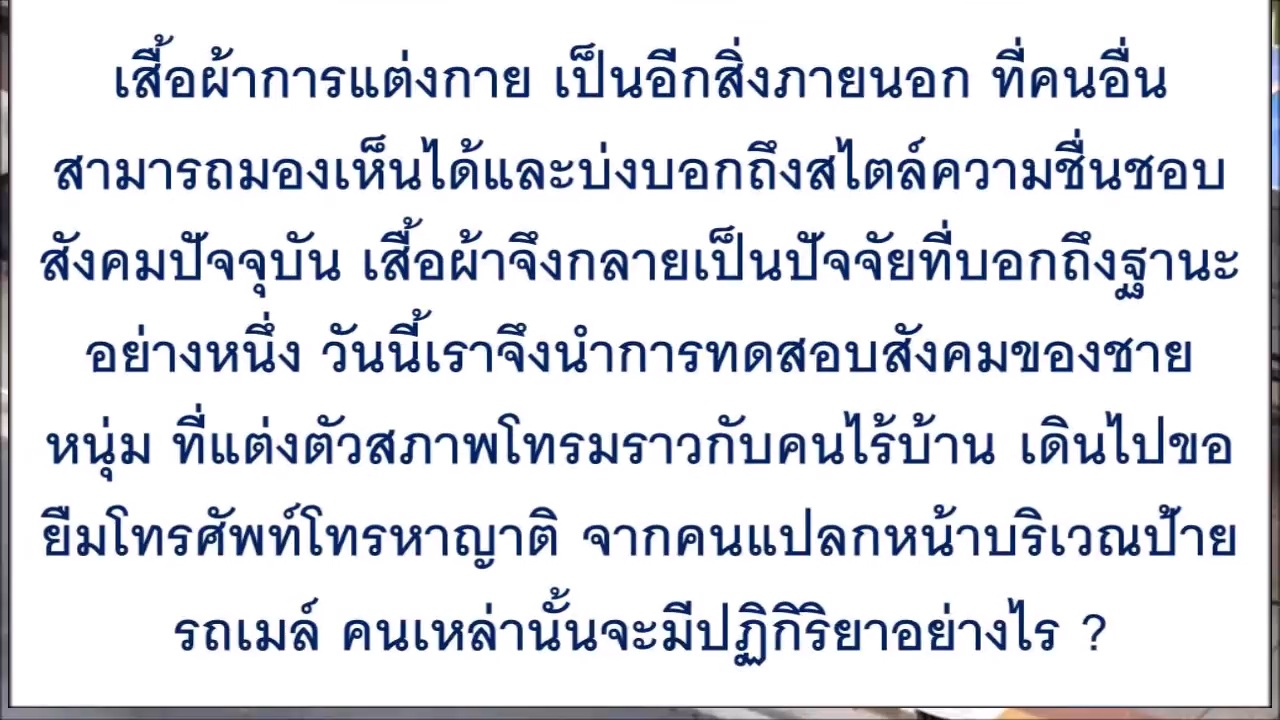 เสื้อผ้าการแต่งกาย เป็นอีกสิ่งภายนอก ที่คนอื่น
สามารถมองเห็นได้และบ่งบอกถึงสไตล์ความชื่นชอบ
สังคมปัจจุบัน เสื้อผ้าจึงกลายเป็นปัจจัยที่บอกถึงฐานะ
อย่างหนึ่ง วันนี้เราจึงนำการทดสอบสังคมของชาย
หนุ่ม ที่แต่งตัวสภาพโทรมราวกับคนไร้บ้าน เดินไปขอ
ยืมโทรศัพท์โทรหาญาติ จากคนแปลกหน้าบริเวณป้าย
รถเมล์ คนเหล่านั้นจะมีปฏิกิริยาอย่างไร ?